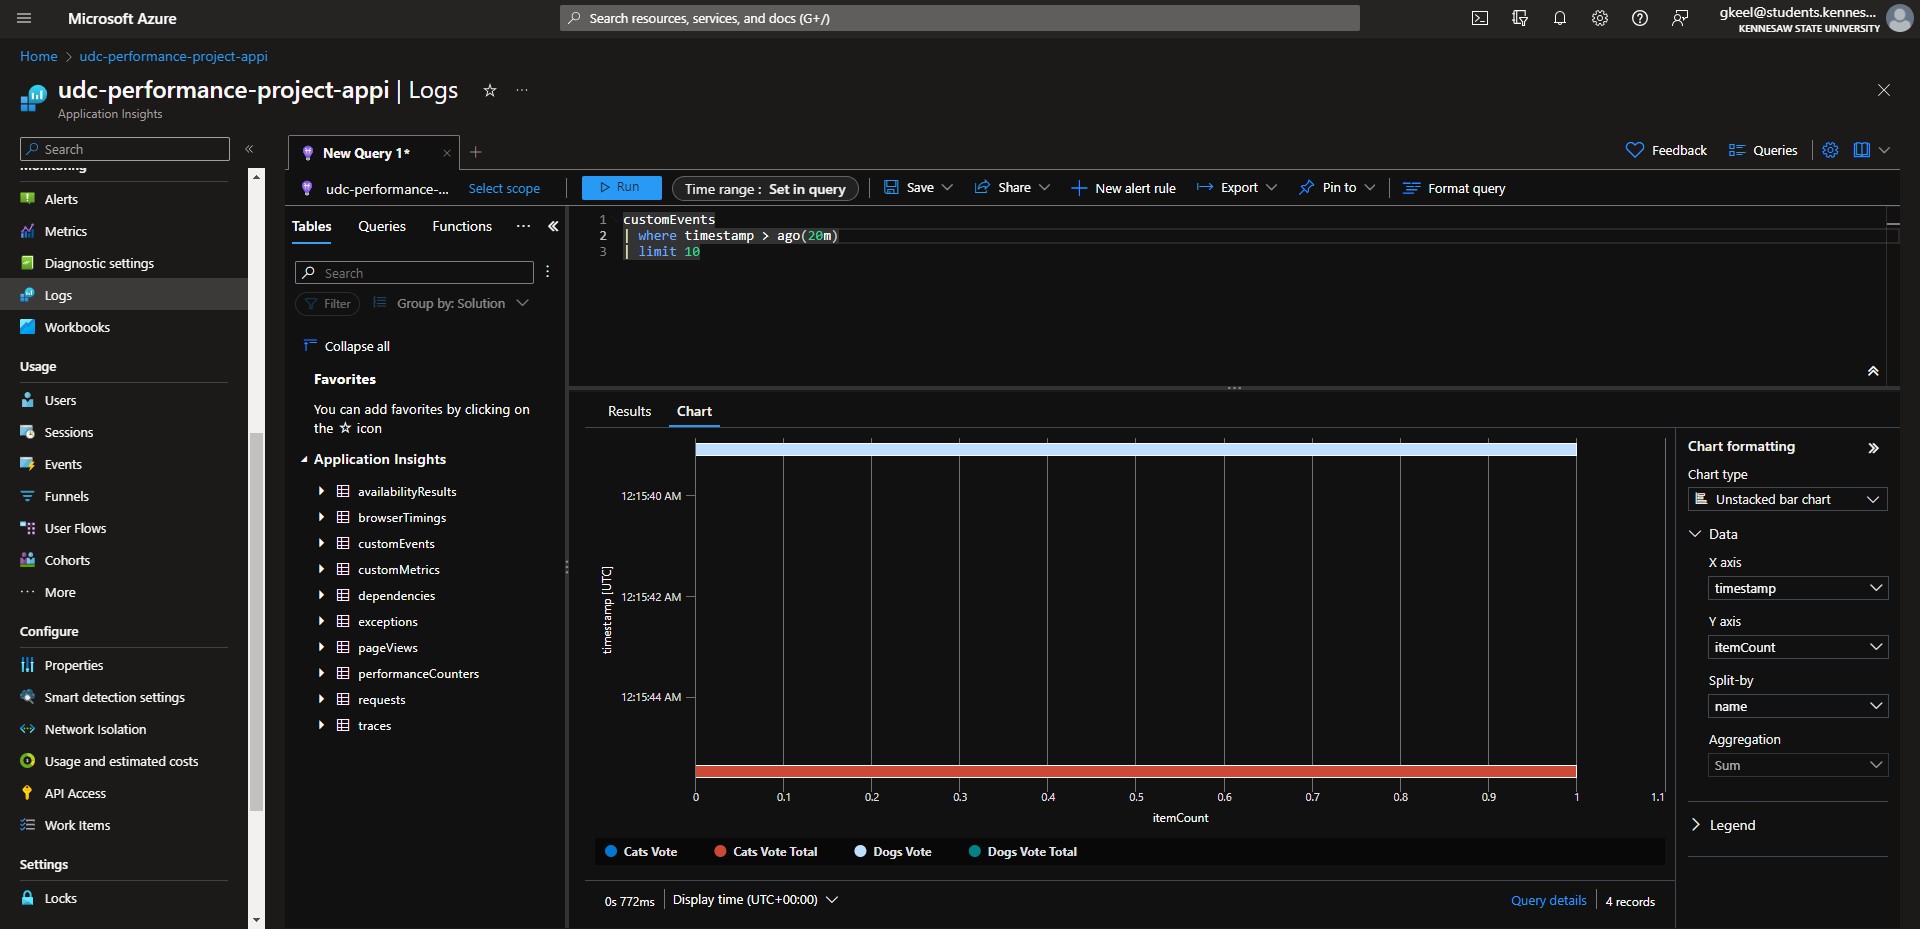 Microsoft Azure
Search resources, services, and docs (G+/)
gkeel@students.kennes...
KENNESAW STATE UNIVERSITY
Home > udc-performance-project-appi
udc-performance-project-appi | Logs
Application Insights
Search
Monitoring
Alerts
Metrics
Diagnostic settings
Logs
Workbooks
Usage
Users
Sessions
Events
Funnels
User Flows
Cohorts
More
Configure
Properties
Smart detection settings
Network Isolation
Usage and estimated costs
API Access
Work Items
Settings
Locks
New Query 1*
Feedback
Queries
udc-performance-...
Select scope
Run
Time range : Set in query
Save
Share
New alert rule
Export
Pin to
Format query
Tables
Queries
Functions
Search
Filter
Group by: Solution
Collapse all
Favorites
You can add favorites by clicking on
the ☆ icon
Application Insights
availabilityResults
browserTimings
customEvents
customMetrics
dependencies
exceptions
pageViews
performanceCounters
requests
traces
1 customEvents
2 | where timestamp > ago(20m)
3 | limit 10
Results
Chart
timestamp [UTC]
12:15:40 AM
12:15:42 AM
12:15:44 AM
0 0.1 0.2 0.3 0.4 0.5 0.6 0.7 0.8 0.9 1 1.1
itemCount
Cats Vote
Cats Vote Total
Dogs Vote
Dogs Vote Total
0s 772ms
Display time (UTC+00:00)
Query details
4 records
Chart formatting
Chart type
Unstacked bar chart
Data
X axis
timestamp
Y axis
itemCount
Split-by
name
Aggregation
Sum
Legend